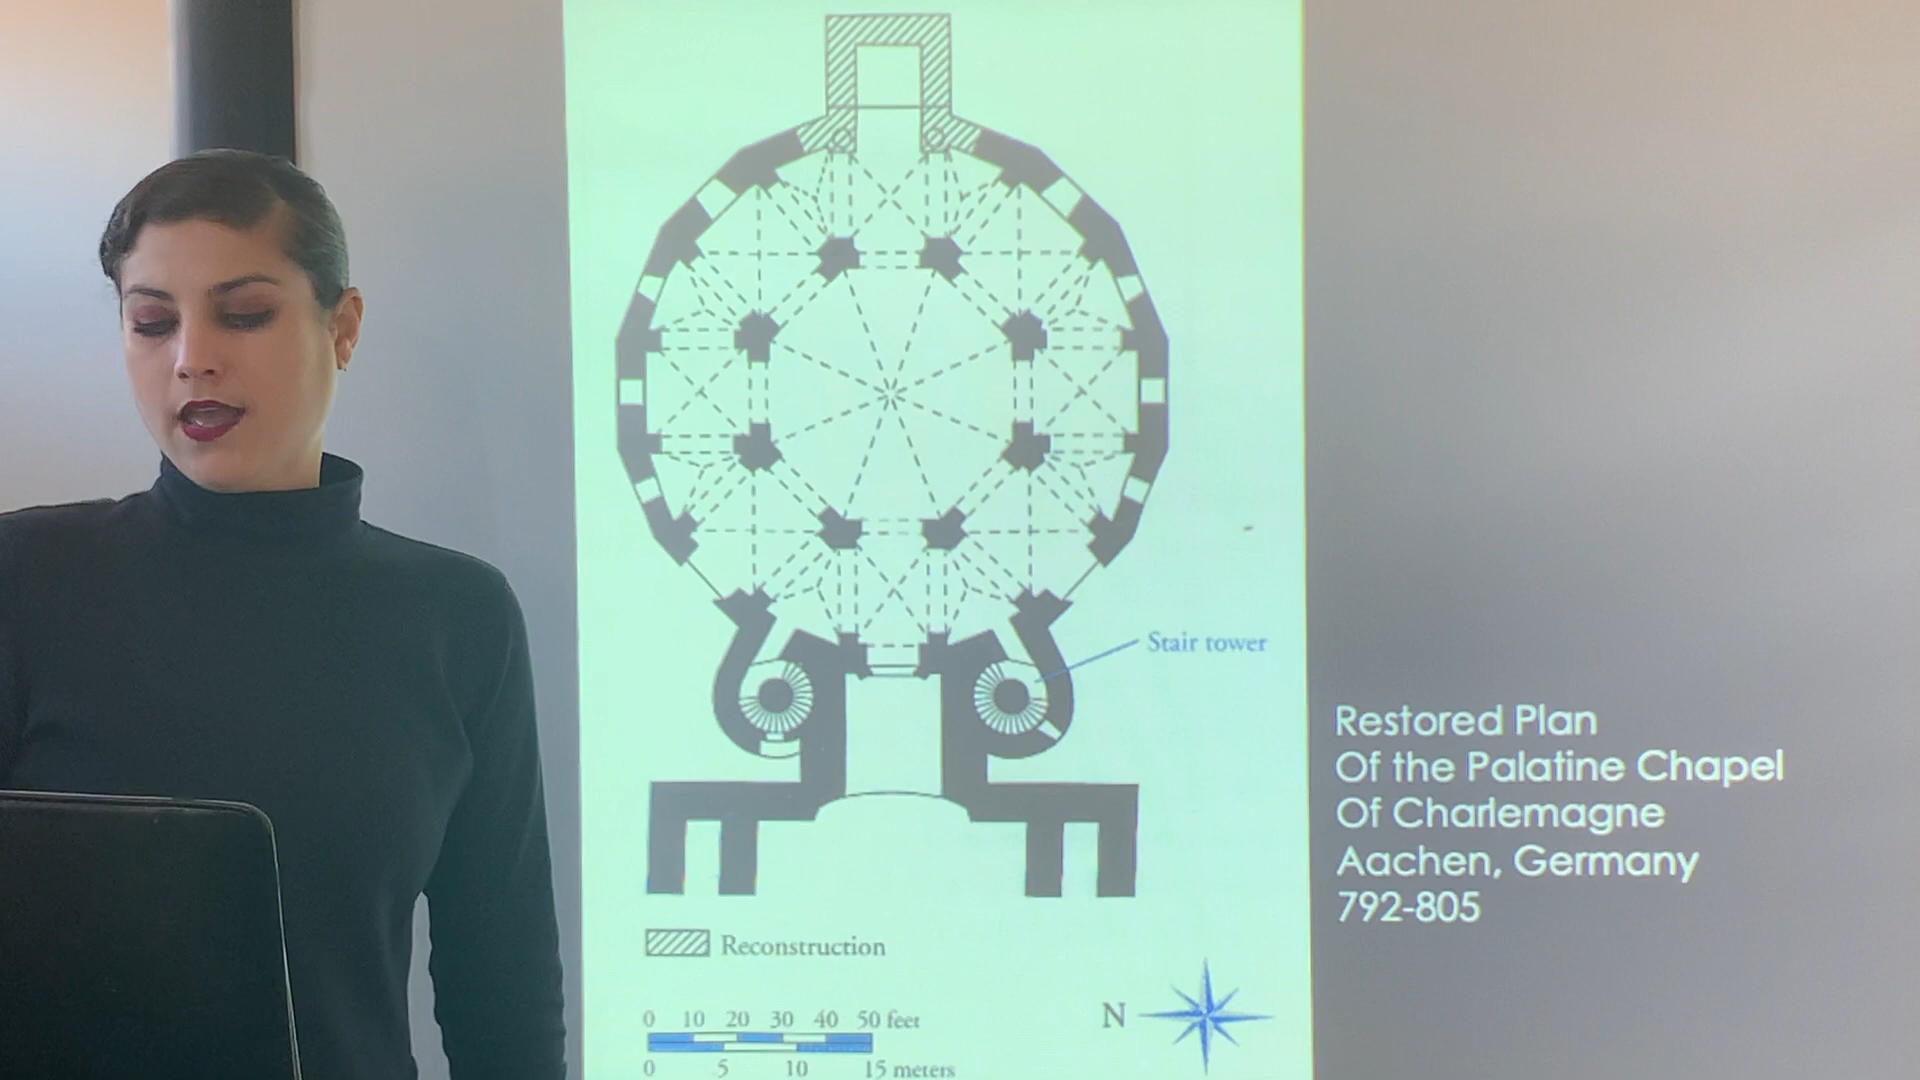 Stair tower
Restored Plan
Of the Palatine Chapel
Of Charlemagne
Aachen, Germany
792-805
Reconstruction
N
0 10 20 30 40 50 feet
0 5 10 15 meters